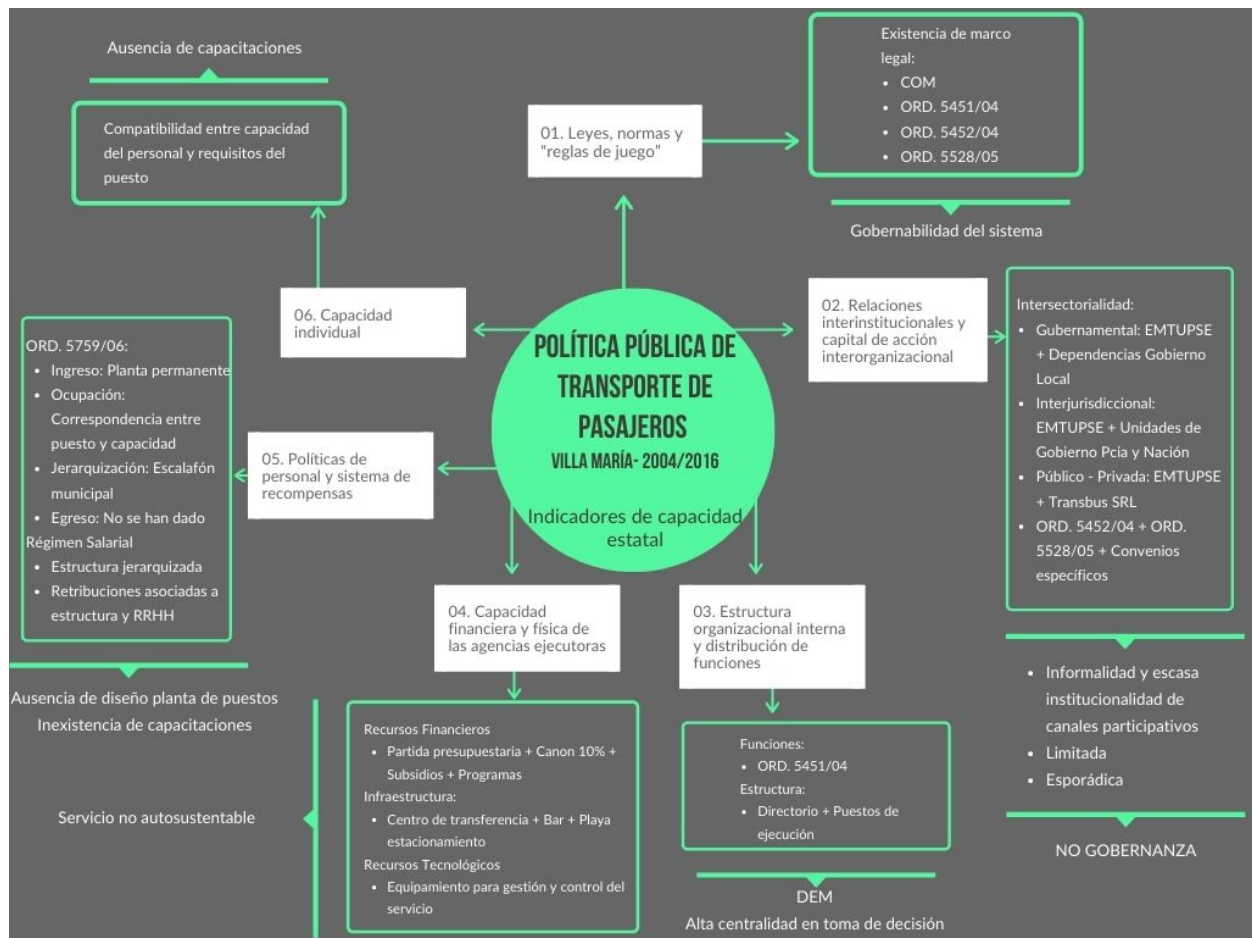 POLÍTICA PÚBLICA DE
TRANSPORTE DE
PASAJEROS
VILLA MARÍA- 2004/2016
Indicadores de capacidad
estatal
01. Leyes, normas y
"reglas de juego"
Existencia de marco
legal:
• COM
• ORD. 5451/04
• ORD. 5452/04
• ORD. 5528/05
Gobernabilidad del sistema
02. Relaciones
interinstitucionales y
capital de acción
interorganizacional
Intersectorialidad:
• Gubernamental: EMTUPSE
+ Dependencias Gobierno
Local
• Interjurisdiccional:
EMTUPSE + Unidades de
Gobierno Pcia y Nación
• Público - Privada: EMTUPSE
+ Transbus SRL
• ORD. 5452/04 + ORD.
5528/05 + Convenios
específicos
• Informalidad y escasa
institucionalidad de
canales participativos
• Limitada
• Esporádica
NO GOBERNANZA
03. Estructura
organizacional interna
y distribución de
funciones
Funciones:
• ORD. 5451/04
Estructura:
• Directorio + Puestos de
ejecución
DEM
Alta centralidad en toma de decisión
04. Capacidad
financiera y física de
las agencias ejecutoras
Recursos Financieros
• Partida presupuestaria + Canon 10% +
Subsidios + Programas
Infraestructura:
• Centro de transferencia + Bar + Playa
estacionamiento
Recursos Tecnológicos
• Equipamiento para gestión y control del
servicio
Servicio no autosustentable
05. Políticas de
personal y sistema de
recompensas
ORD. 5759/06:
• Ingreso: Planta permanente
• Ocupación:
Correspondencia entre
puesto y capacidad
• Jerarquización: Escalafón
municipal
• Egreso: No se han dado
Régimen Salarial
• Estructura jerarquizada
• Retribuciones asociadas a
estructura y RRHH
Ausencia de diseño planta de puestos
Inexistencia de capacitaciones
06. Capacidad
individual
Compatibilidad entre capacidad
del personal y requisitos del
puesto
Ausencia de capacitaciones